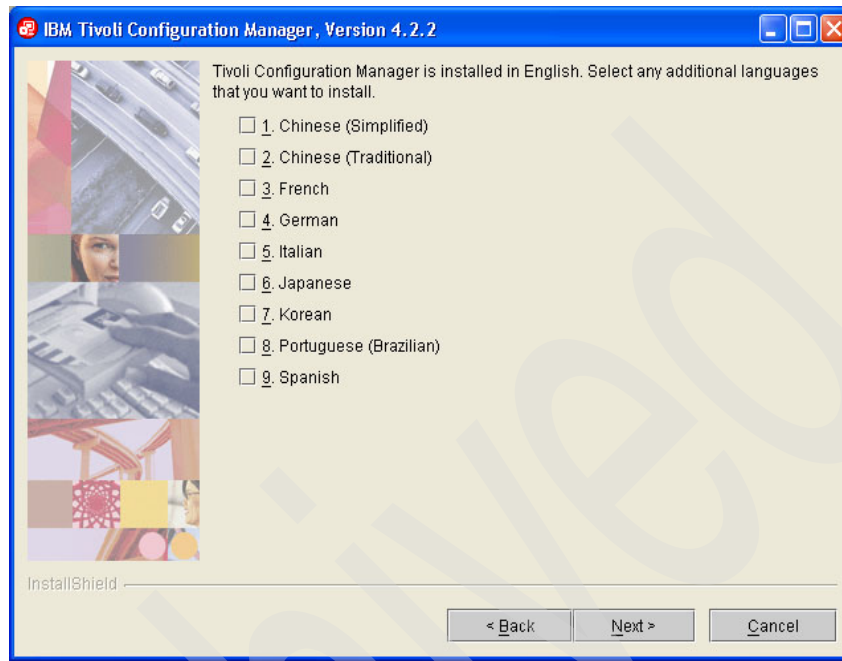 IBM Tivoli Configuration Manager, Version 4.2.2
Tivoli Configuration Manager is installed in English. Select any additional languages
that you want to install.
1. Chinese (Simplified)
2. Chinese (Traditional)
3. French
4. German
5. Italian
6. Japanese
7. Korean
8. Portuguese (Brazilian)
9. Spanish
InstallShield
< Back Next > Cancel